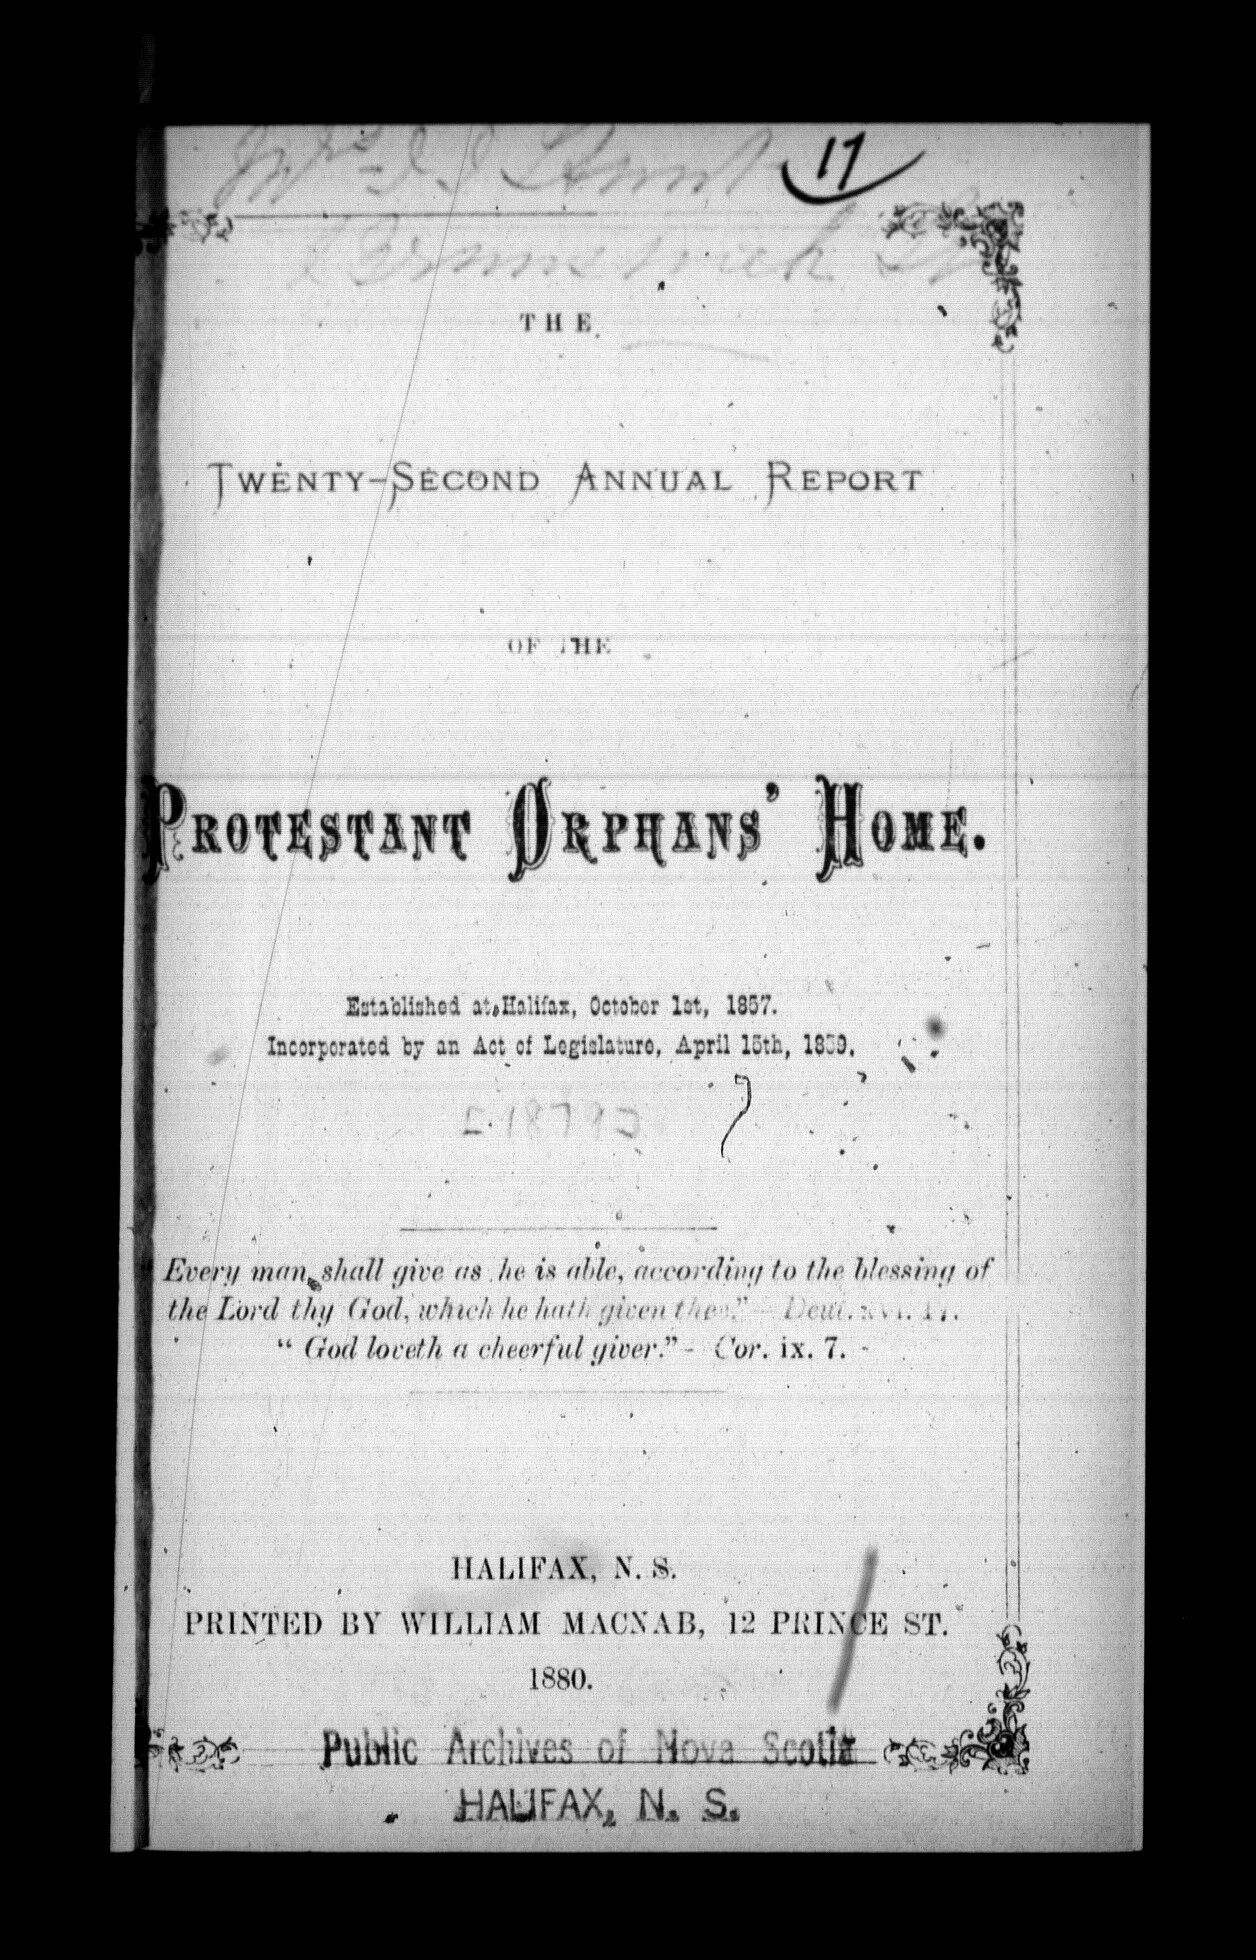 17
THE
TWENTY-SECOND ANNUAL REPORT
OF THE
PROTESTANT ORPHANS' HOME.
Established at Halifax, October 1st, 1857.
Incorporated by an Act of Legislature, April 15th, 1859.
Every man shall give as he is able, according to the blessing of
the Lord thy God, which he hath given thee."—Deut. xvi. 17.
"God loveth a cheerful giver."—Cor. ix. 7.
HALIFAX, N. S.
PRINTED BY WILLIAM MACNAB, 12 PRINCE ST.
1880.
Public Archives of Nova Scotia
HALIFAX, N. S.